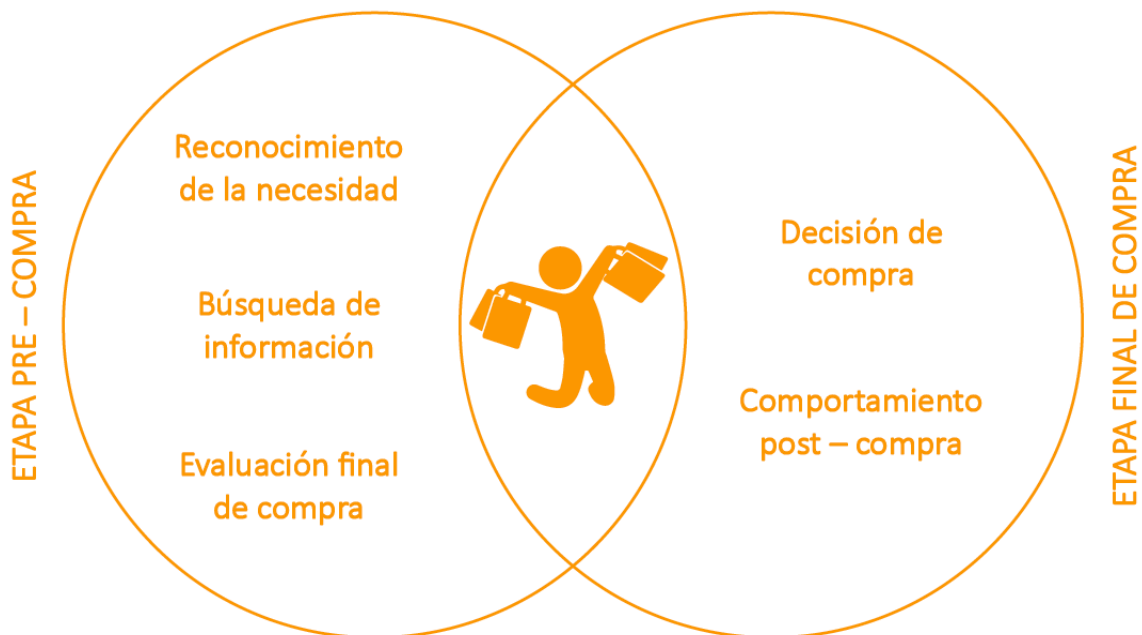 ETAPA PRE – COMPRA
Reconocimiento
de la necesidad
Búsqueda de
información
Evaluación final
de compra
Decisión de
compra
Comportamiento
post – compra
ETAPA FINAL DE COMPRA